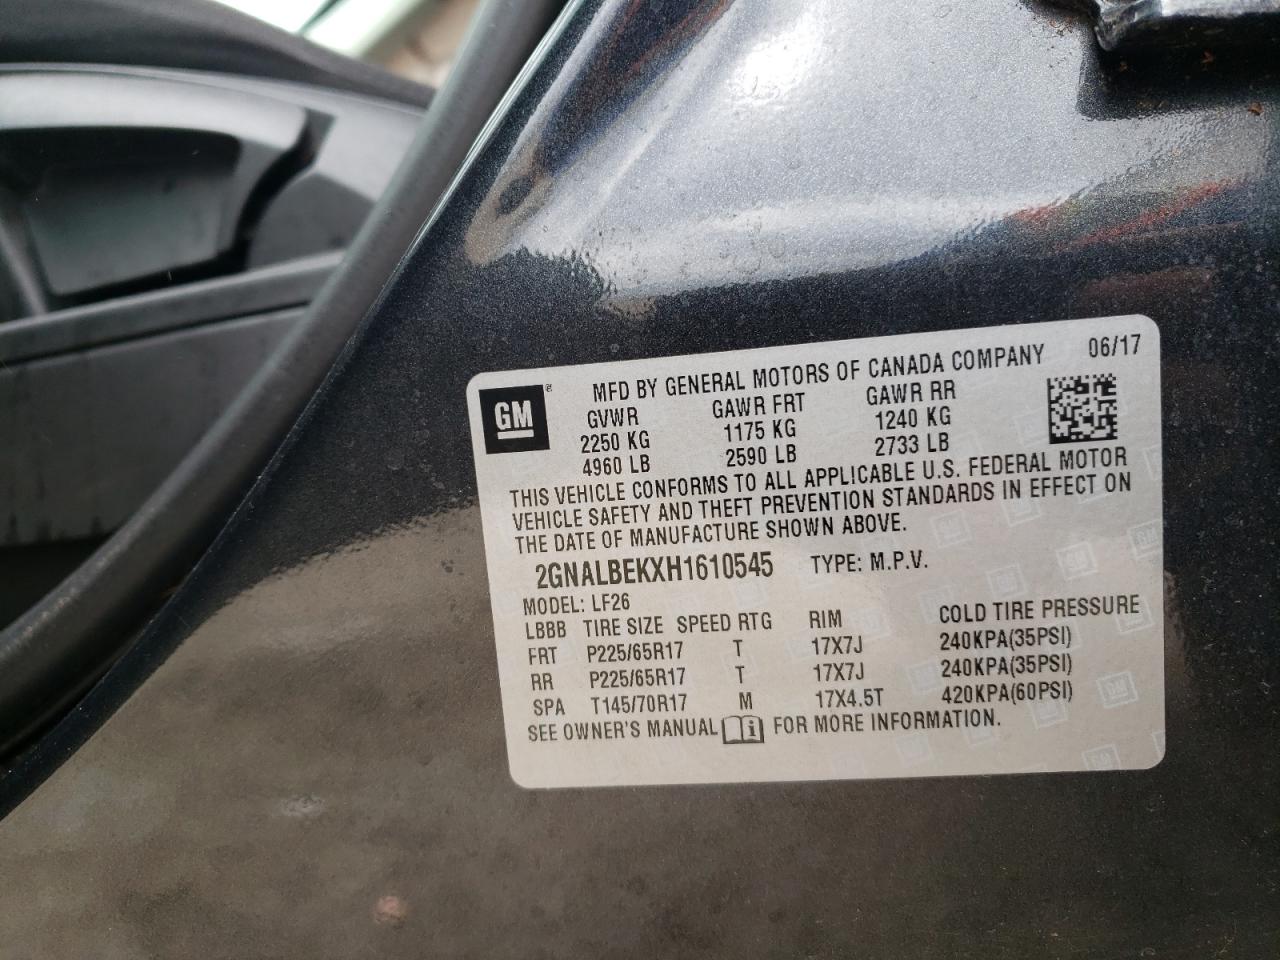 GM
MFD BY GENERAL MOTORS OF CANADA COMPANY 06/17
GVWR GAWR FRT GAWR RR
2250 KG 1175 KG 1240 KG
4960 LB 2590 LB 2733 LB
THIS VEHICLE CONFORMS TO ALL APPLICABLE U.S. FEDERAL MOTOR
VEHICLE SAFETY AND THEFT PREVENTION STANDARDS IN EFFECT ON
THE DATE OF MANUFACTURE SHOWN ABOVE.
2GNALBEKXH1610545 TYPE: M.P.V.
MODEL: LF26
LBBB TIRE SIZE SPEED RTG RIM COLD TIRE PRESSURE
FRT P225/65R17 T 17X7J 240KPA(35PSI)
RR P225/65R17 T 17X7J 240KPA(35PSI)
SPA T145/70R17 M 17X4.5T 420KPA(60PSI)
SEE OWNER'S MANUAL i FOR MORE INFORMATION.